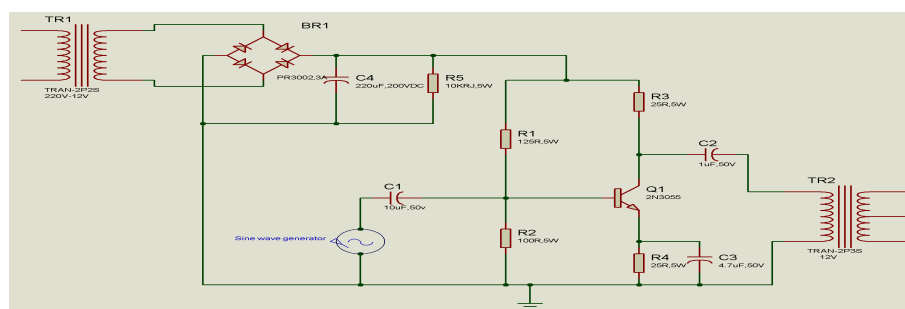 TR1
TRAN-2P2S
220V-12V
BR1
PR3002,3A
C4
220uF,200VDC
R5
10KRJ,5W
R1
125R,5W
R3
25R,5W
C2
1uF,50V
C1
10uF,50v
Q1
2N3055
TR2
TRAN-2P3S
12V
Sine wave generator
R2
100R,5W
R4
25R,5W
C3
4.7uF,50V